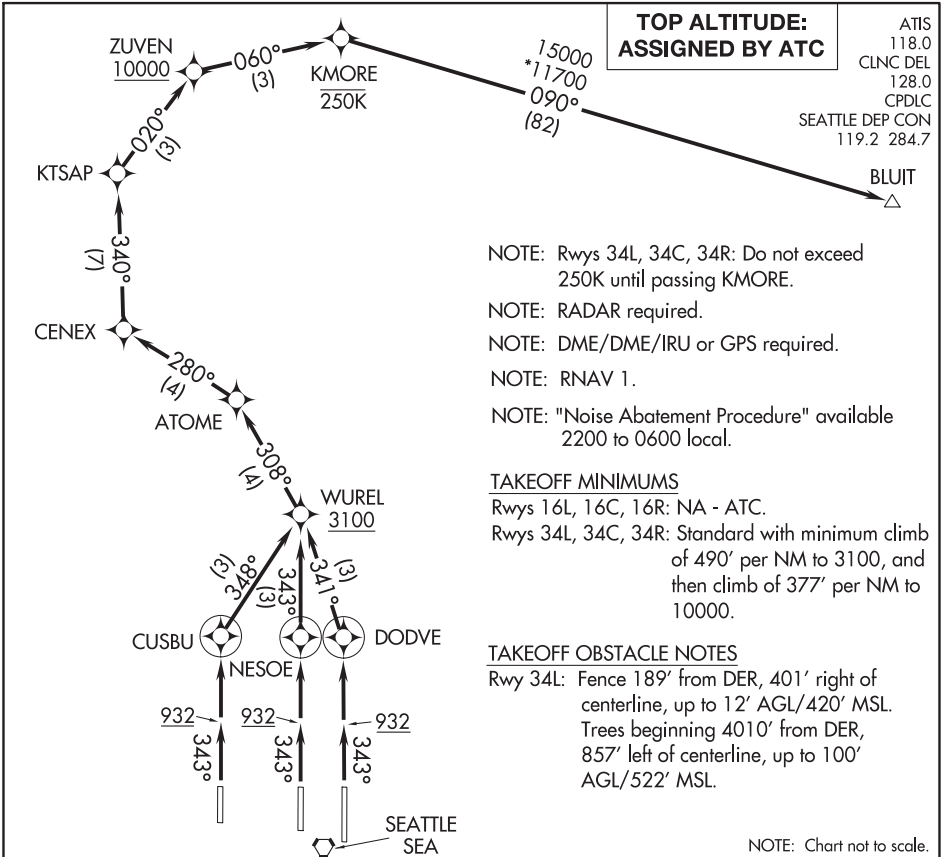 TOP ALTITUDE:
ASSIGNED BY ATC
ATIS
118.0
CLNC DEL
128.0
CPDLC
SEATTLE DEP CON
119.2 284.7
ZUVEN
10000
060°
(3)
KMORE
250K
15000
*11700
090°
(82)
BLUIT
020°
(3)
KTSAP
340°
(7)
CENEX
280°
(4)
ATOME
308°
(4)
WUREL
3100
(3)
348°
343°
(3)
341°
(3)
CUSBU
NESOE
DODVE
932
932
932
343°
343°
343°
SEATTLE
SEA
NOTE: Rwys 34L, 34C, 34R: Do not exceed
250K until passing KMORE.
NOTE: RADAR required.
NOTE: DME/DME/IRU or GPS required.
NOTE: RNAV 1.
NOTE: "Noise Abatement Procedure" available
2200 to 0600 local.
TAKEOFF MINIMUMS
Rwys 16L, 16C, 16R: NA - ATC.
Rwys 34L, 34C, 34R: Standard with minimum climb
of 490' per NM to 3100, and
then climb of 377' per NM to
10000.
TAKEOFF OBSTACLE NOTES
Rwy 34L: Fence 189' from DER, 401' right of
centerline, up to 12' AGL/420' MSL.
Trees beginning 4010' from DER,
857' left of centerline, up to 100'
AGL/522' MSL.
NOTE: Chart not to scale.